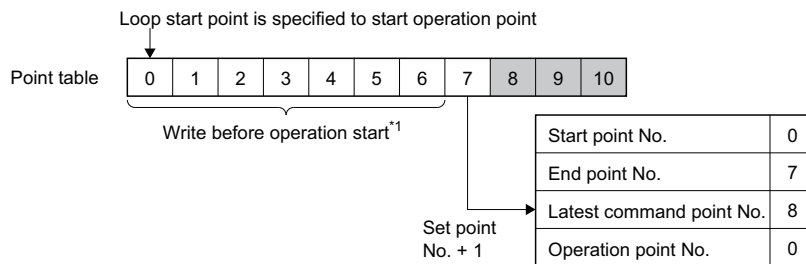 Loop start point is specified to start operation point
Point table
0 1 2 3 4 5 6 7 8 9 10
Write before operation start*1
Set point
No. + 1
Start point No. 0
End point No. 7
Latest command point No. 8
Operation point No. 0